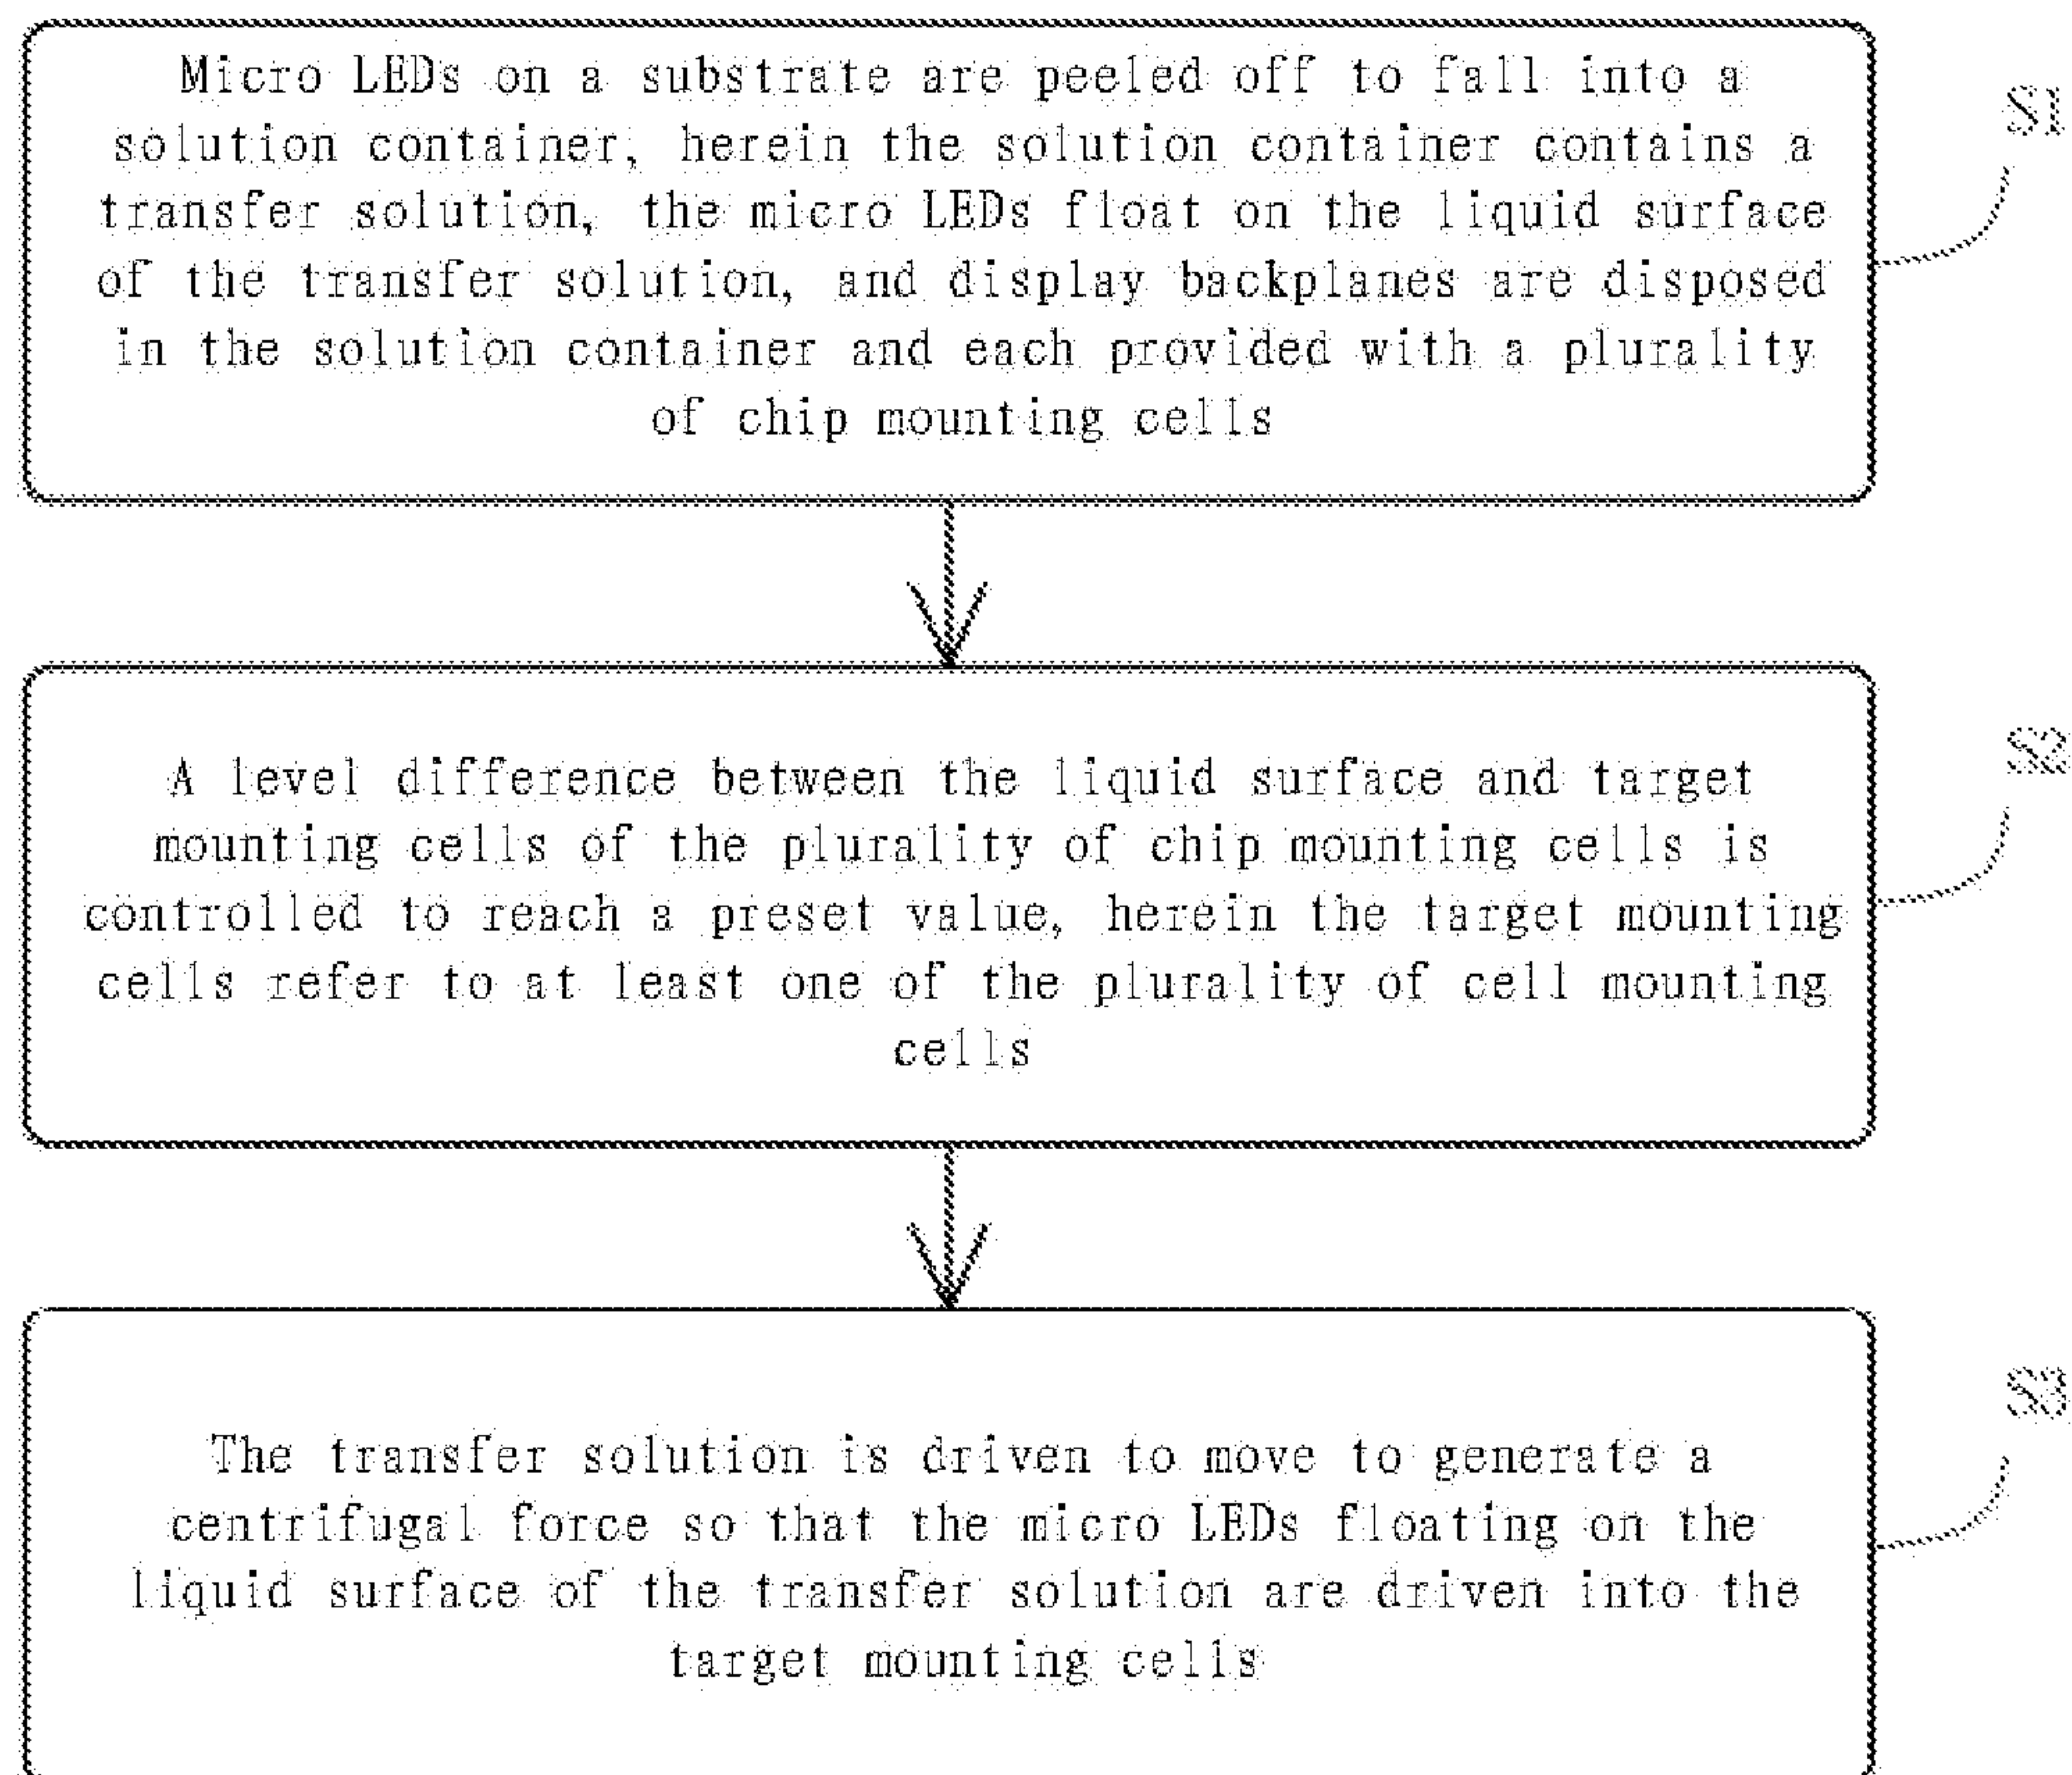 Micro LEDs on a substrate are peeled off to fall into a
solution container, herein the solution container contains a
transfer solution, the micro LEDs float on the liquid surface
of the transfer solution, and display backplanes are disposed
in the solution container and each provided with a plurality
of chip mounting cells
S1
A level difference between the liquid surface and target
mounting cells of the plurality of chip mounting cells is
controlled to reach a preset value, herein the target mounting
cells refer to at least one of the plurality of cell mounting
cells
S2
The transfer solution is driven to move to generate a
centrifugal force so that the micro LEDs floating on the
liquid surface of the transfer solution are driven into the
target mounting cells
S3